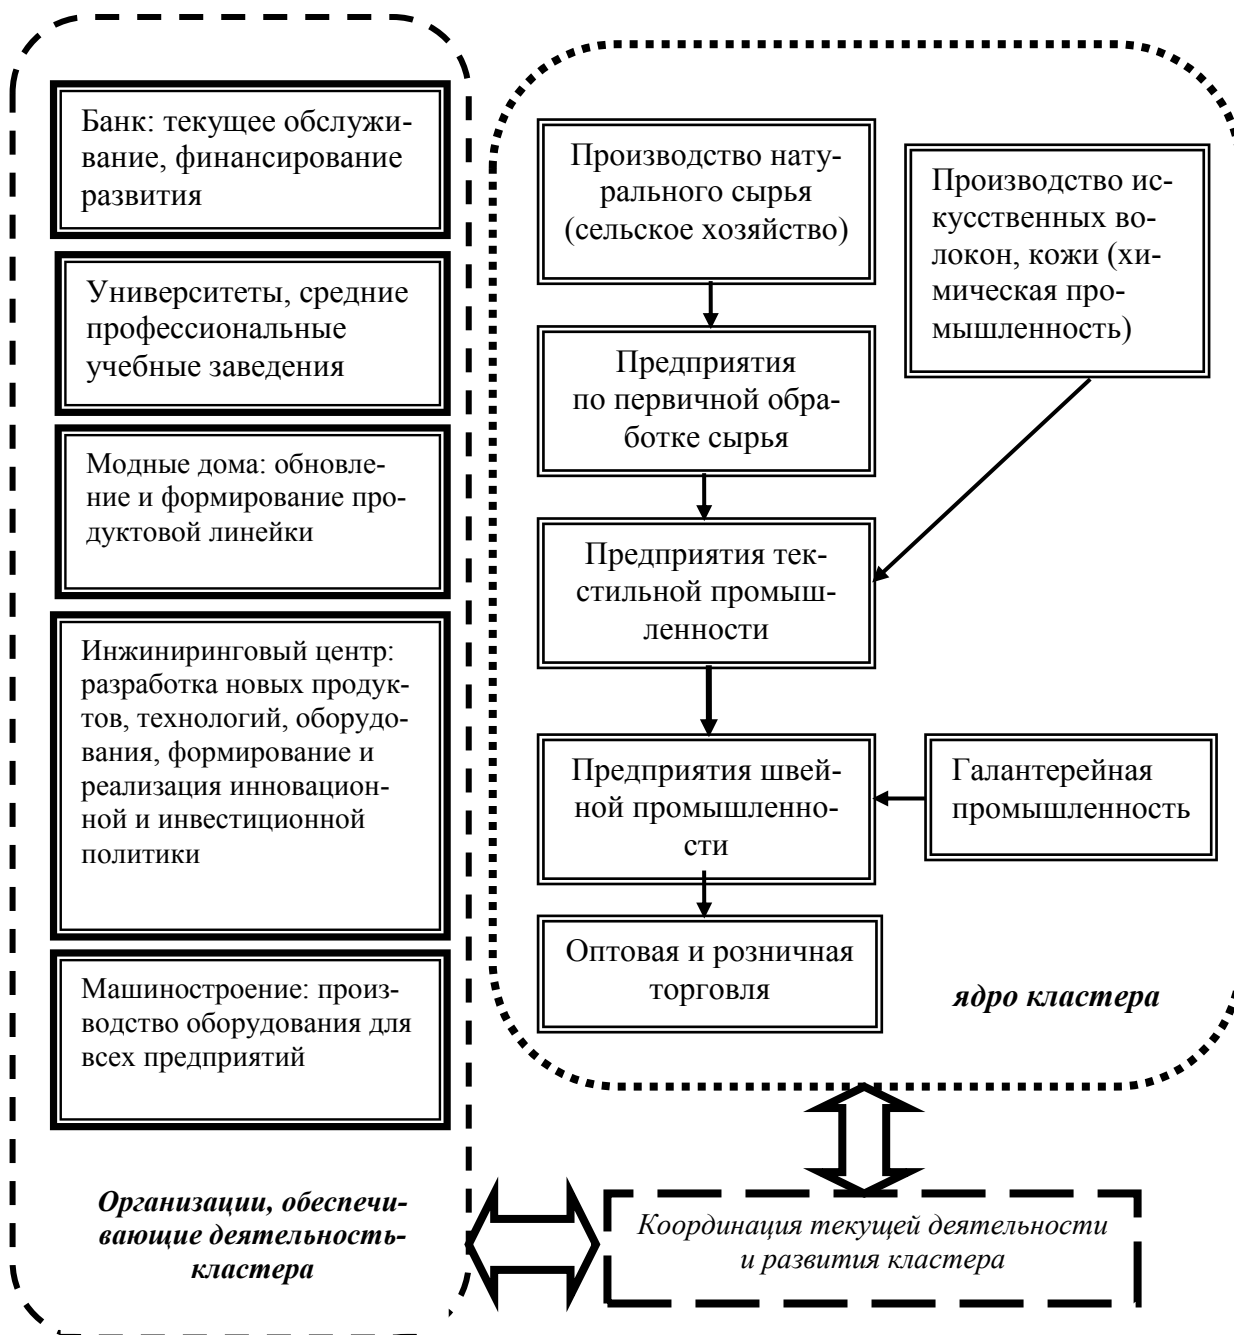 Банк: текущее обслужи-
вание, финансирование
развития
Университеты, средние
профессиональные
учебные заведения
Модные дома: обновле-
ние и формирование про-
дуктовой линейки
Инжиниринговый центр:
разработка новых продук-
тов, технологий, оборудо-
вания, формирование и
реализация инновацион-
ной и инвестиционной
политики
Машиностроение: произ-
водство оборудования для
всех предприятий
Организации, обеспечи-
вающие деятельность-
кластера
Производство нату-
рального сырья
(сельское хозяйство)
Производство ис-
кусственных во-
локон, кожи (хи-
мическая про-
мышленность)
Предприятия
по первичной обра-
ботке сырья
Предприятия тек-
стильной промыш-
ленности
Предприятия швей-
ной промышленно-
сти
Галантерейная
промышленность
Оптовая и розничная
торговля
ядро кластера
Координация текущей деятельности
и развития кластера